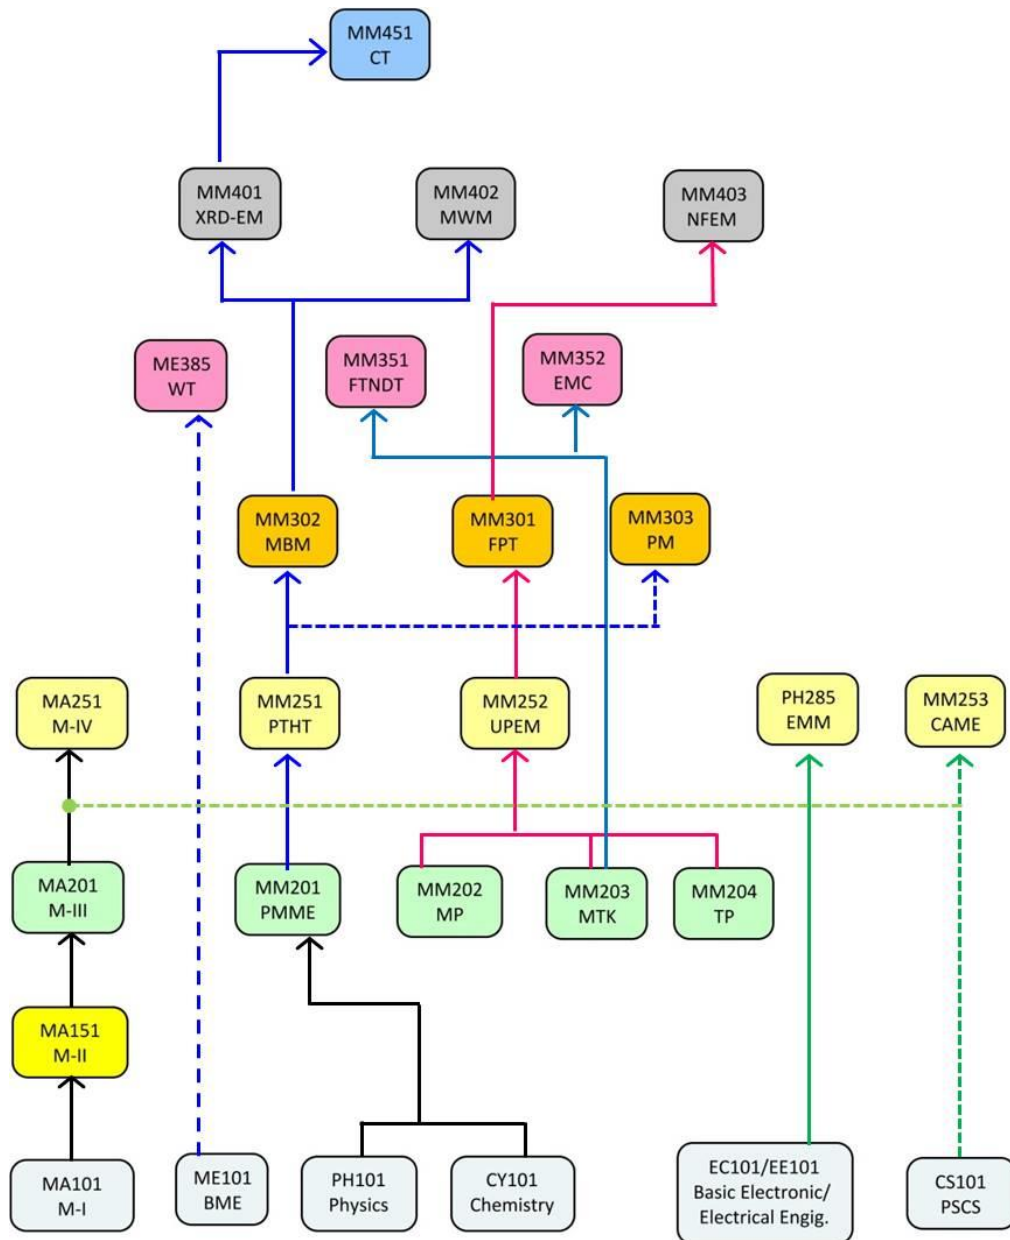 MM451
CT
MM401
XRD-EM
MM402
MWM
MM403
NFEM
ME385
WT
MM351
FTNDT
MM352
EMC
MM302
MBM
MM301
FPT
MM303
PM
MA251
M-IV
MM251
PTHT
MM252
UPEM
PH285
EMM
MM253
CAME
MA201
M-III
MM201
PMME
MM202
MP
MM203
MTK
MM204
TP
MA151
M-II
MA101
M-I
ME101
BME
PH101
Physics
CY101
Chemistry
EC101/EE101
Basic Electronic/
Electrical Engig.
CS101
PSCS